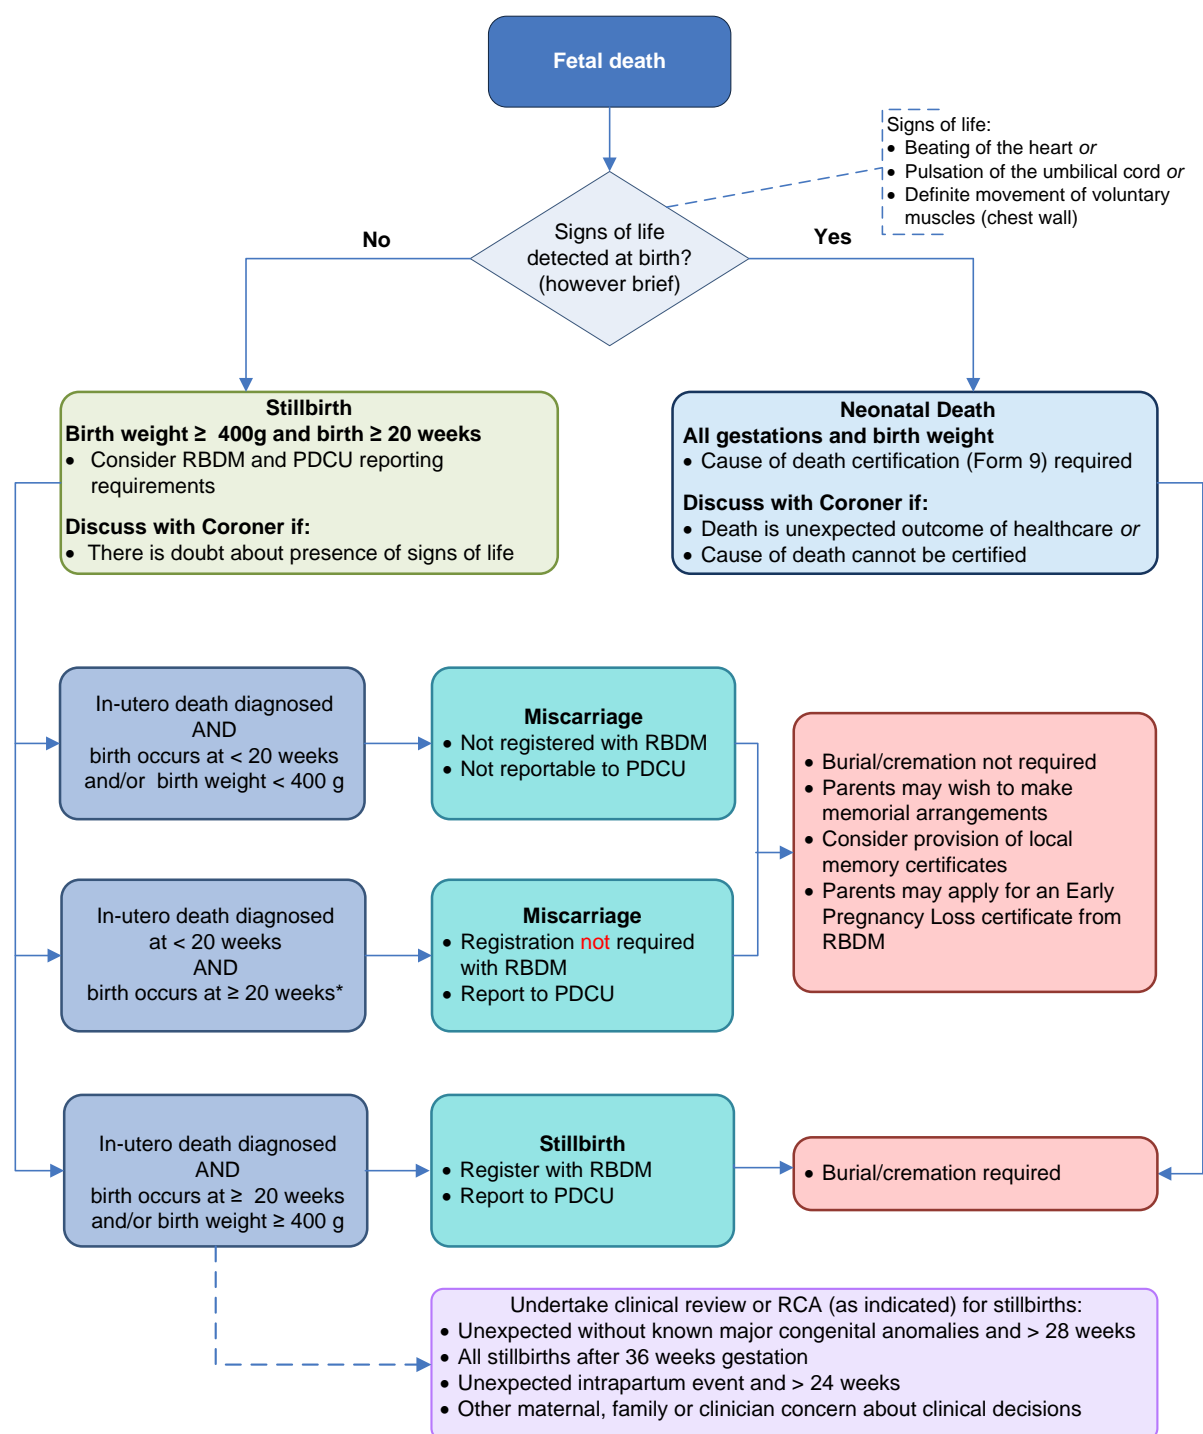 Fetal death
Signs of life:
• Beating of the heart or
• Pulsation of the umbilical cord or
• Definite movement of voluntary
muscles (chest wall)
Signs of life
detected at birth?
(however brief)
No
Yes
Stillbirth
Birth weight ≥ 400g and birth ≥ 20 weeks
• Consider RBDM and PDCU reporting
requirements
Discuss with Coroner if:
• There is doubt about presence of signs of life
Neonatal Death
All gestations and birth weight
• Cause of death certification (Form 9) required
Discuss with Coroner if:
• Death is unexpected outcome of healthcare or
• Cause of death cannot be certified
In-utero death diagnosed
AND
birth occurs at < 20 weeks
and/or birth weight < 400 g
Miscarriage
• Not registered with RBDM
• Not reportable to PDCU
• Burial/cremation not required
• Parents may wish to make
memorial arrangements
• Consider provision of local
memory certificates
• Parents may apply for an Early
Pregnancy Loss certificate from
RBDM
In-utero death diagnosed
at < 20 weeks
AND
birth occurs at ≥ 20 weeks*
Miscarriage
• Registration not required
with RBDM
• Report to PDCU
In-utero death diagnosed
AND
birth occurs at ≥ 20 weeks
and/or birth weight ≥ 400 g
Stillbirth
• Register with RBDM
• Report to PDCU
• Burial/cremation required
Undertake clinical review or RCA (as indicated) for stillbirths:
• Unexpected without known major congenital anomalies and > 28 weeks
• All stillbirths after 36 weeks gestation
• Unexpected intrapartum event and > 24 weeks
• Other maternal, family or clinician concern about clinical decisions